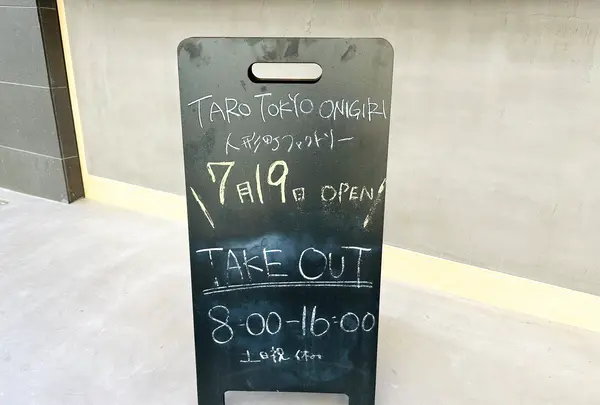 TARO TOKYO ONIGIRI
人形町ファクトリー
7月19日 OPEN
TAKE OUT
8:00-16:00
土日祝 休み